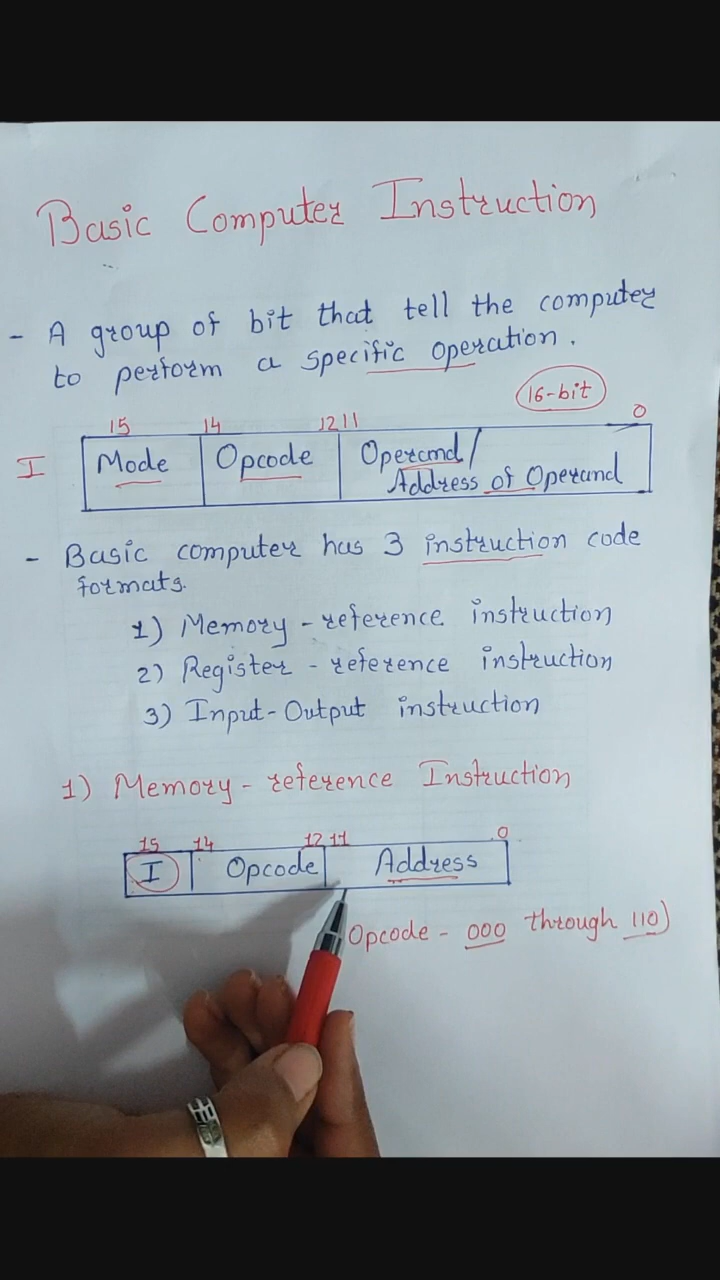 Basic Computer Instruction
- A group of bit that tell the computer
to perform a specific operation.
16-bit
15 14 12 11 0
I Mode Opcode Operand/
Address of Operand
- Basic computer has 3 instruction code
formats.
1) Memory - reference instruction
2) Register - reference instruction
3) Input-Output instruction
1) Memory - reference Instruction
15 14 12 11 0
I Opcode Address
Opcode - 000 through 110)